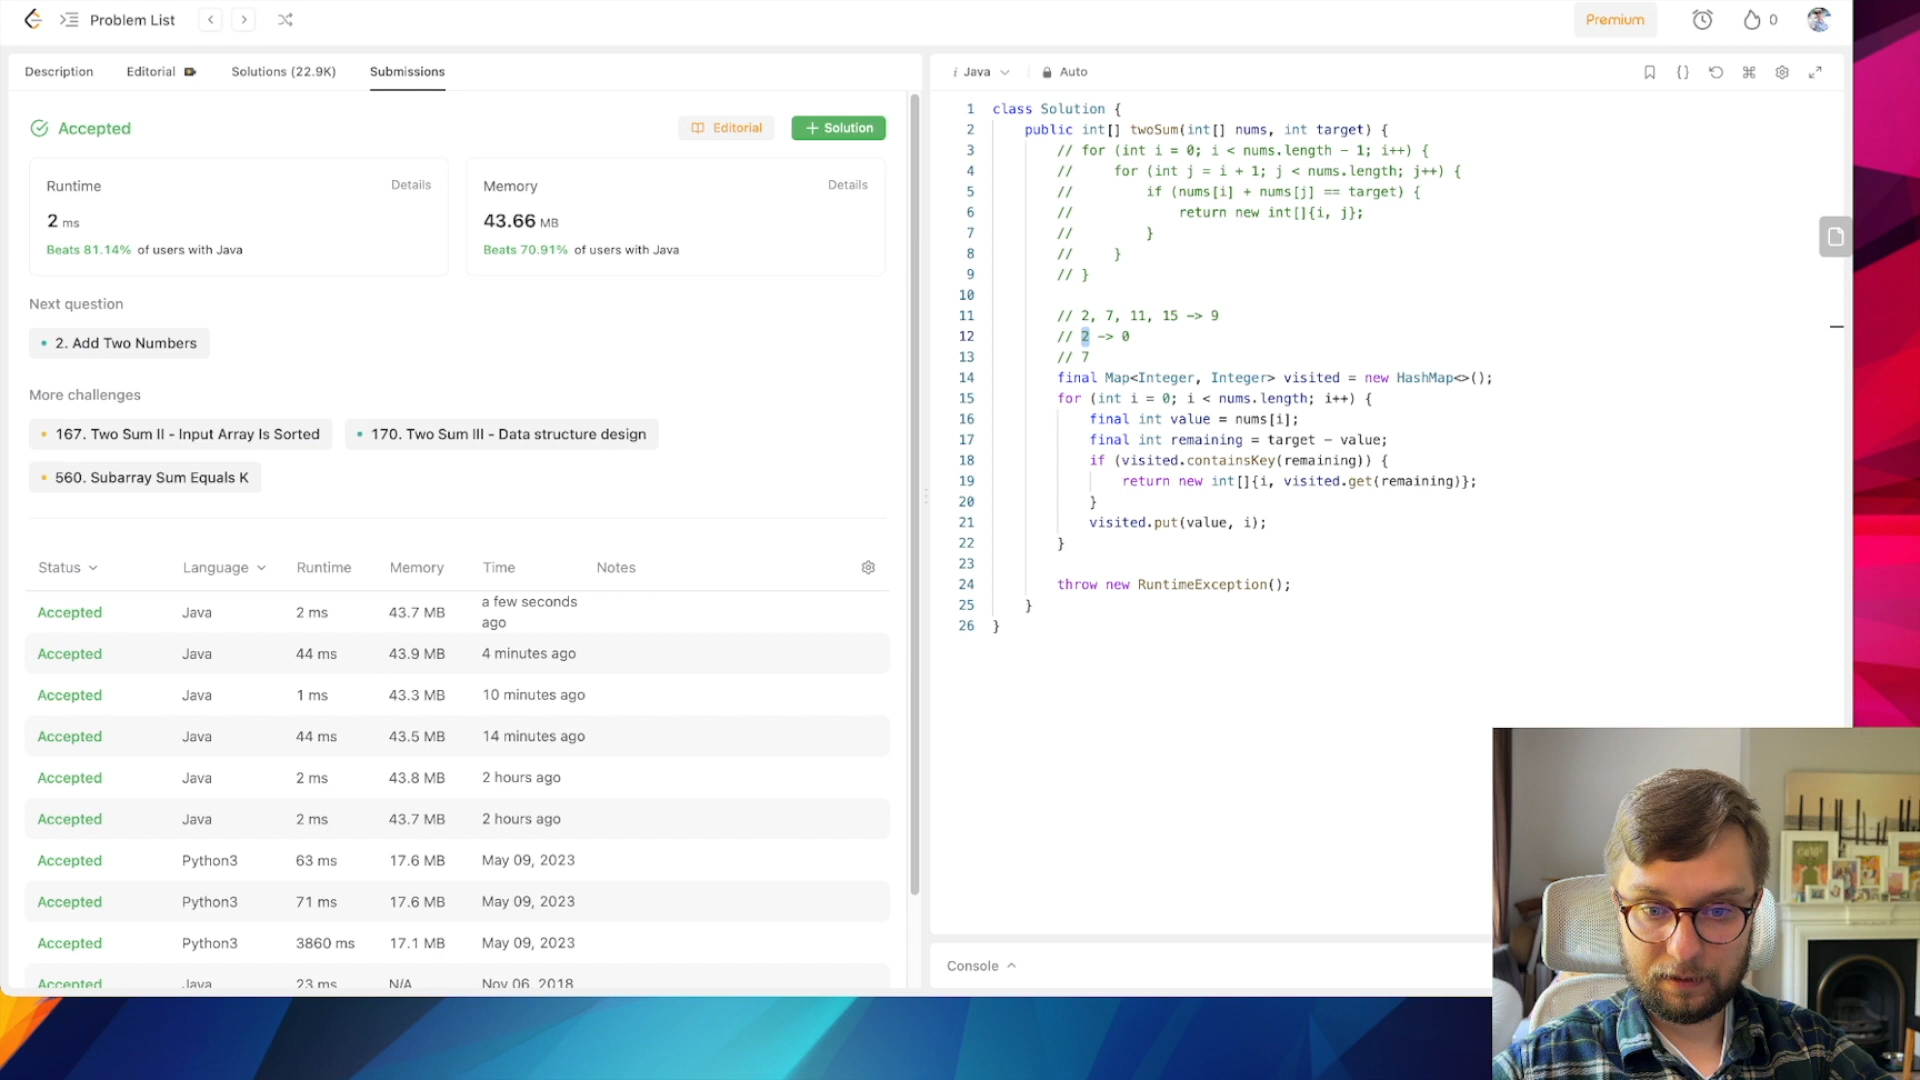 Problem List
Premium
0
Description
Editorial
Solutions (22.9K)
Submissions
Accepted
Editorial
Solution
Runtime
Details
2 ms
Beats 81.14% of users with Java
Memory
Details
43.66 MB
Beats 70.91% of users with Java
Next question
2. Add Two Numbers
More challenges
167. Two Sum II - Input Array Is Sorted
170. Two Sum III - Data structure design
560. Subarray Sum Equals K
Status Language Runtime Memory Time Notes
Accepted Java 2 ms 43.7 MB a few seconds
ago
Accepted Java 44 ms 43.9 MB 4 minutes ago
Accepted Java 1 ms 43.3 MB 10 minutes ago
Accepted Java 44 ms 43.5 MB 14 minutes ago
Accepted Java 2 ms 43.8 MB 2 hours ago
Accepted Java 2 ms 43.7 MB 2 hours ago
Accepted Python3 63 ms 17.6 MB May 09, 2023
Accepted Python3 71 ms 17.6 MB May 09, 2023
Accepted Python3 3860 ms 17.1 MB May 09, 2023
Accepted Java 23 ms N/A Nov 06, 2018
i Java
Auto
1 class Solution {
2 public int[] twoSum(int[] nums, int target) {
3 // for (int i = 0; i < nums.length - 1; i++) {
4 // for (int j = i + 1; j < nums.length; j++) {
5 // if (nums[i] + nums[j] == target) {
6 // return new int[]{i, j};
7 // }
8 // }
9 // }
10
11 // 2, 7, 11, 15 -> 9
12 // 2 -> 0
13 // 7
14 final Map<Integer, Integer> visited = new HashMap<>();
15 for (int i = 0; i < nums.length; i++) {
16 final int value = nums[i];
17 final int remaining = target - value;
18 if (visited.containsKey(remaining)) {
19 return new int[]{i, visited.get(remaining)};
20 }
21 visited.put(value, i);
22 }
23
24 throw new RuntimeException();
25 }
26 }
Console